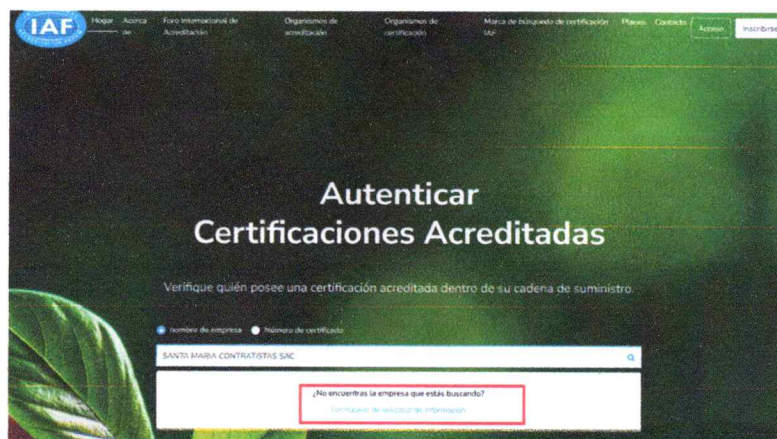 IAF
Hogar Acerca de Foro Internacional de Acreditación Organismos de acreditación Organismos de certificación Marca de búsqueda de certificación IAF Planes Contacto Acceso Inscribirse
Autenticar
Certificaciones Acreditadas
Verifique quién posee una certificación acreditada dentro de su cadena de suministro.
nombre de empresa Número de certificado
SANTA MARIA CONTRATISTAS SAC
¿No encuentras la empresa que estás buscando?
Formulario de solicitud de información